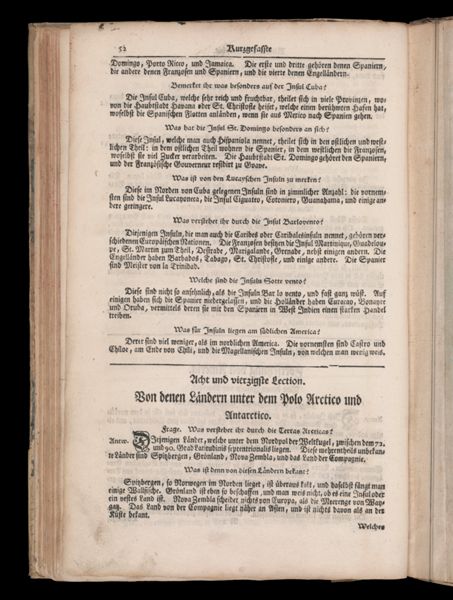 52 Kurzgefasste
Domingo, Porto Rico, und Jamaica. Die erste und dritte gehören denen Spaniern,
die andere denen Franzosen und Spaniern, und die vierte denen Engelländern.
Bemerket ihr was besonders auf der Insul Cuba?
Die Insul Cuba, welche sehr reich und fruchtbar, theilet sich in viele Provinzen, wo-
von die Haubtstadt Havana oder St. Christofle heiset, welche einen berühmten Hafen hat,
woselbst die Spanischen Flotten anländen, wenn sie aus Mexico nach Spanien gehen.
Was hat die Insul St. Domingo besonders an sich?
Diese Insul, welche man auch Hispaniola nennet, theilet sich in den östlichen und west-
lichen Theil: in dem östlichen Theil wohnen die Spanier, in dem westlichen die Franzosen,
woselbst sie viel Zucker verarbeiten. Die Haubtstadt St. Domingo gehöret den Spaniern,
und der Französische Gouverneur residirt zu Goave.
Was ist von den Lucayschen Insuln zu merken?
Diese im Norden von Cuba gelegenen Insuln sind in zimmlicher Anzahl: die vornem-
sten sind die Insul Lucayoneca, die Insul Ciguateo, Cotoniero, Guanahama, und einige an-
dere geringere.
Was verstehet ihr durch die Insul Barlovento?
Diejenigen Insuln, die man auch die Caribes oder Caribalesinsuln nennet, gehören ver-
schiedenen Europäischen Nationen. Die Franzosen besitzen die Insul Martinique, Guadelou-
pe, St. Martin zum Theil, Desirade, Marigalande, Grenade, nebst einigen andern. Die
Engelländer haben Barbados, Tabago, St. Christofle, und einige andere. Die Spanier
sind Meister von la Trinidad.
Welche sind die Insuln Sotte vento?
Diese sind nicht so ansehnlich, als die Insuln Bar lo vento, und fast ganz wüst. Auf
einigen haben sich die Spanier niedergelassen, und die Holländer haben Curacao, Bonayre
und Oruba, vermittels deren sie mit den Spaniern in West Indien einen starken Handel
treiben.
Was für Insuln liegen am südlichen America?
Derer sind viel weniger, als im nordlichen America. Die vornemsten sind Castro und
Chiloe, am Ende von Chili, und die Magellanischen Insuln, von welchen man wenig weis.
Acht und vierzigste Lection.
Von denen Ländern unter dem Polo Arctico und
Antarctico.
Frage. Was verstehet ihr durch die Terras Arcticas?
Antw. Diejenigen Länder, welche unter dem Nordpol der Weltkugel, zwischen dem 72.
und 90. Grad Latitudinis septentrionalis liegen. Diese mehrentheils unbekan-
te Länder sind Spitzbergen, Grönland, Nova Zembla, und das Land der Compagnie.
Was ist denn von diesen Ländern bekant?
Spitzbergen, so Norwegen im Norden lieget, ist überaus kalt, und daselbst fängt man
einige Wallfische. Grönland ist eben so beschaffen, und man weis nicht, ob es eine Insul oder
ein vestes Land ist. Nova Zembla scheidet nichts von Europa, als die Meerenge von Way-
gatz. Das Land von der Compagnie liegt näher an Asien, und ist nichts davon als an der
Küste bekant.
Welches